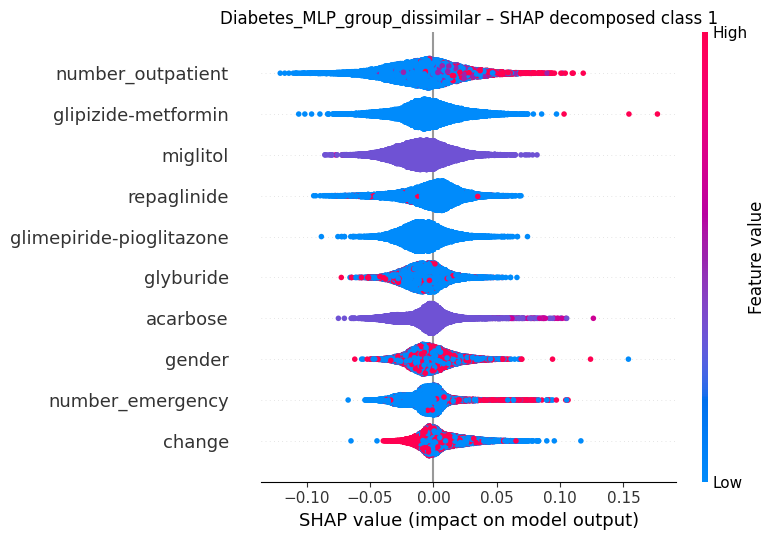 Diabetes_MLP_group_dissimilar – SHAP decomposed class 1
High
number_outpatient
glipizide-metformin
miglitol
repaglinide
glimepiride-pioglitazone
glyburide
acarbose
gender
number_emergency
change
Feature value
Low
−0.10 −0.05 0.00 0.05 0.10 0.15
SHAP value (impact on model output)